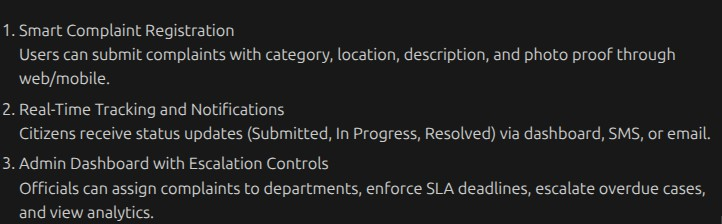 1. Smart Complaint Registration
Users can submit complaints with category, location, description, and photo proof through
web/mobile.
2. Real-Time Tracking and Notifications
Citizens receive status updates (Submitted, In Progress, Resolved) via dashboard, SMS, or email.
3. Admin Dashboard with Escalation Controls
Officials can assign complaints to departments, enforce SLA deadlines, escalate overdue cases,
and view analytics.